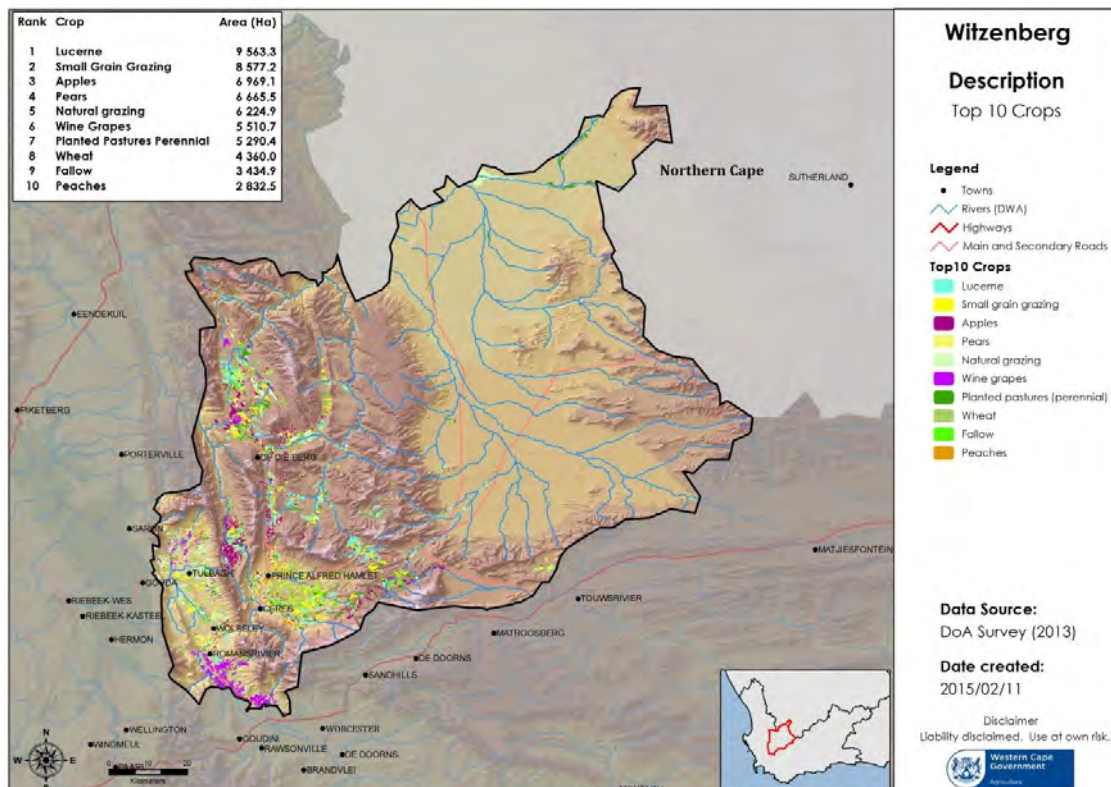 Rank Crop Area (Ha)
1 Lucerne 9 563.3
2 Small Grain Grazing 8 577.2
3 Apples 6 969.1
4 Pears 6 665.5
5 Natural grazing 6 224.9
6 Wine Grapes 5 510.7
7 Planted Pastures Perennial 5 290.4
8 Wheat 4 360.0
9 Fallow 3 434.9
10 Peaches 2 832.5
Northern Cape
SUTHERLAND
EENDEKUIL
PIKETBERG
PORTERVILLE
OP DIE BERG
SARON
MATJIESFONTEIN
GOUDA
TULBAGH
PRINCE ALFRED HAMLET
RIEBEEK-WES
TOUWSRIVIER
RIEBEEK-KASTEEL
CERES
HERMON
WOLSELEY
MATROOSBERG
ROMANSRIVIER
DE DOORNS
SANDHILLS
WELLINGTON
WORCESTER
WINDMEUL
GOUDINI
RAWSONVILLE
DE DOORNS
PAARL
BRANDVLEI
N
W E
S
0 10 20
Kilometers
Witzenberg
Description
Top 10 Crops
Legend
Towns
Rivers (DWA)
Highways
Main and Secondary Roads
Top10 Crops
Lucerne
Small grain grazing
Apples
Pears
Natural grazing
Wine grapes
Planted pastures (perennial)
Wheat
Fallow
Peaches
Data Source:
DoA Survey (2013)
Date created:
2015/02/11
Disclaimer
Liability disclaimed. Use at own risk.
Western Cape
Government
Agriculture